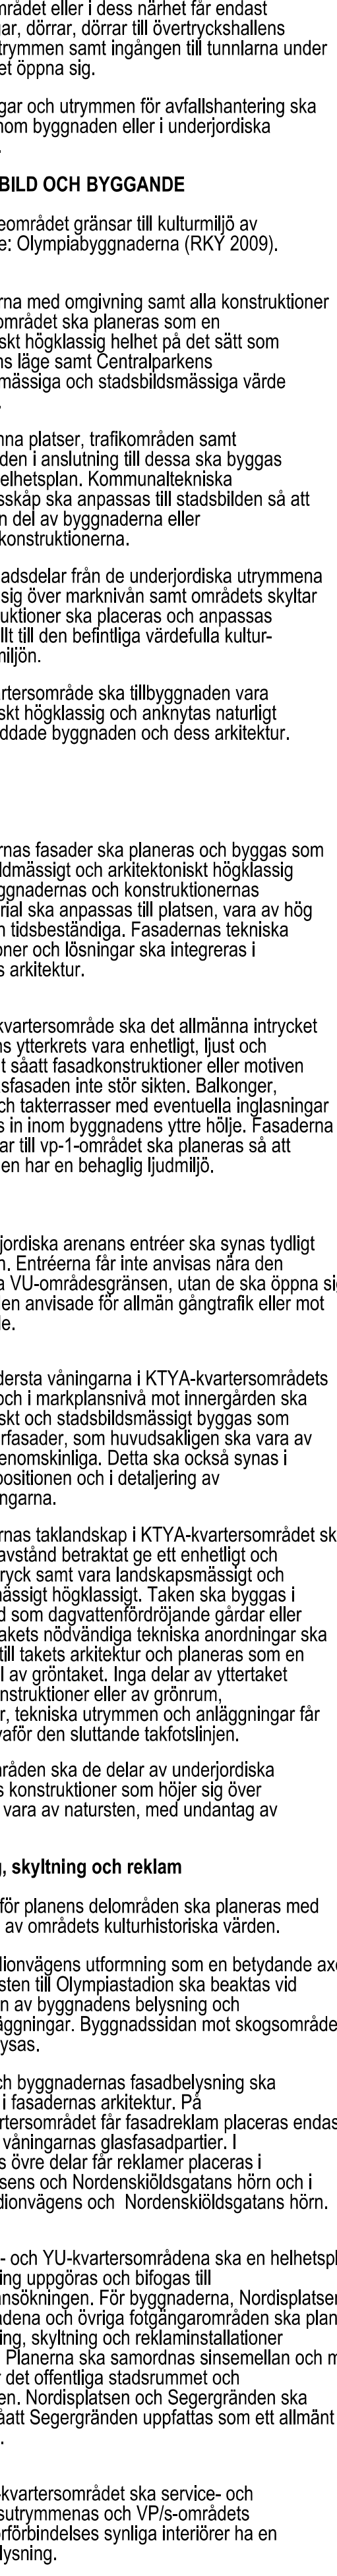 mrådet eller i dess närhet får endast
gar, dörrar, dörrar till övertryckshallens
trymmen samt ingången till tunnlarna under
et öppna sig.
gar och utrymmen för avfallshantering ska
nom byggnaden eller i underjordiska
.
BILD OCH BYGGANDE
eområdet gränsar till kulturmiljö av
e: Olympiabyggnaderna (RKY 2009).
rna med omgivning samt alla konstruktioner
området ska planeras som en
skt högklassig helhet på det sätt som
ns läge samt Centralparkens
mässiga och stadsbildsmässiga värde
.
nna platser, trafikområden samt
den i anslutning till dessa ska byggas
elhetsplan. Kommunaltekniska
sskåp ska anpassas till stadsbilden så att
n del av byggnaderna eller
konstruktionerna.
adsdelar från de underjordiska utrymmena
sig över marknivån samt områdets skyltar
uktioner ska placeras och anpassas
llt till den befintliga värdefulla kultur-
miljön.
artersområde ska tillbyggnaden vara
skt högklassig och anknytas naturligt
ddade byggnaden och dess arkitektur.
rnas fasader ska planeras och byggas som
ldmässigt och arkitektoniskt högklassig
ggnadernas och konstruktionernas
rial ska anpassas till platsen, vara av hög
h tidsbeständiga. Fasadernas tekniska
oner och lösningar ska integreras i
s arkitektur.
kvartersområde ska det allmänna intrycket
ns ytterkrets vara enhetligt, ljust och
t såatt fasadkonstruktioner eller motiven
sfasaden inte stör sikten. Balkonger,
ch takterrasser med eventuella inglasningar
s in inom byggnadens yttre hölje. Fasaderna
ar till vp-1-området ska planeras så att
en har en behaglig ljudmiljö.
jordiska arenans entréer ska synas tydligt
n. Entréerna får inte anvisas nära den
a VU-områdesgränsen, utan de ska öppna si
en anvisade för allmän gångtrafik eller mot
de.
dersta våningarna i KTYA-kvartersområdets
och i markplansnivå mot innergården ska
skt och stadsbildsmässigt byggas som
rfasader, som huvudsakligen ska vara av
enomskinliga. Detta ska också synas i
positionen och i detaljering av
ngarna.
rnas taklandskap i KTYA-kvartersområdet sk
avstånd betraktat ge ett enhetligt och
ryck samt vara landskapsmässigt och
mässigt högklassigt. Taken ska byggas i
d som dagvattenfördröjande gårdar eller
akets nödvändiga tekniska anordningar ska
till takets arkitektur och planeras som en
l av gröntaket. Inga delar av yttertaket
nstruktioner eller av grönrum,
r, tekniska utrymmen och anläggningar får
vaför den sluttande takfotslinjen.
mråden ska de delar av underjordiska
s konstruktioner som höjer sig över
vara av natursten, med undantag av
g, skyltning och reklam
för planens delområden ska planeras med
av områdets kulturhistoriska värden.
dionvägens utformning som en betydande ax
sten till Olympiastadion ska beaktas vid
n av byggnadens belysning och
äggningar. Byggnadssidan mot skogsområde
ysas.
ch byggnadernas fasadbelysning ska
i fasadernas arkitektur. På
rtersområdet får fasadreklam placeras endas
våningarnas glasfasadpartier. I
s övre delar får reklamer placeras i
sens och Nordenskiöldsgatans hörn och i
dionvägens och Nordenskiöldsgatans hörn.
- och YU-kvartersområdena ska en helhetspl
ing uppgöras och bifogas till
ansökningen. För byggnaderna, Nordisplatse
adena och övriga fotgängarområden ska plan
ing, skyltning och reklaminstallationer
. Planerna ska samordnas sinsemellan och m
r det offentliga stadsrummet och
en. Nordisplatsen och Segergränden ska
åatt Segergränden uppfattas som ett allmänt
.
-kvartersområdet ska service- och
sutrymmenas och VP/s-områdets
rförbindelses synliga interiörer ha en
lysning.